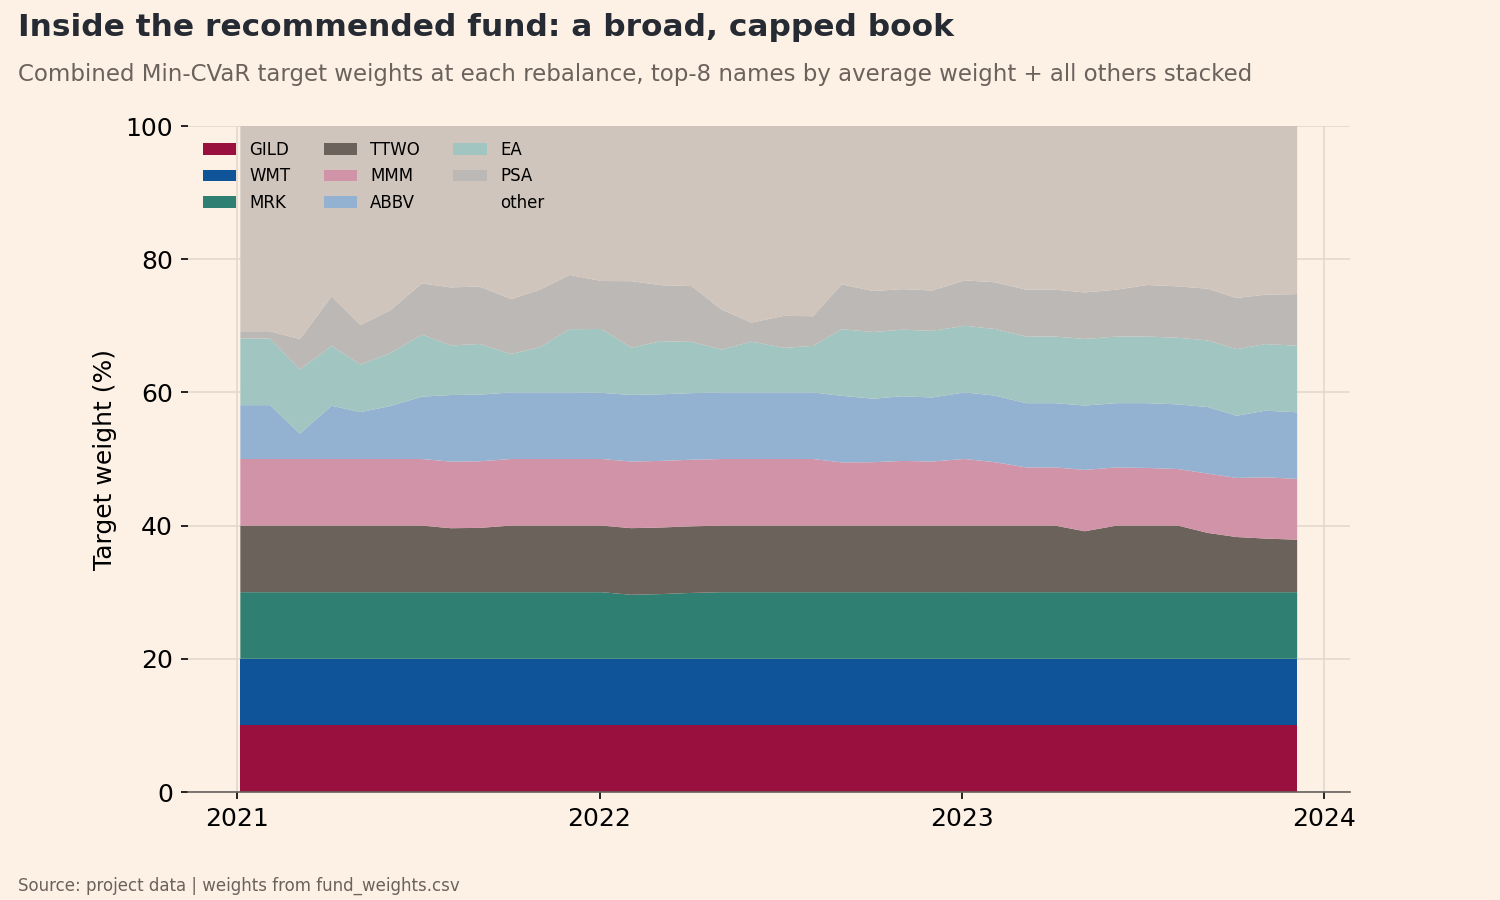 Inside the recommended fund: a broad, capped book
Combined Min-CVaR target weights at each rebalance, top-8 names by average weight + all others stacked
Target weight (%)
100
80
60
40
20
0
GILD TTWO EA
WMT MMM PSA
MRK ABBV other
2021 2022 2023 2024
Source: project data | weights from fund_weights.csv